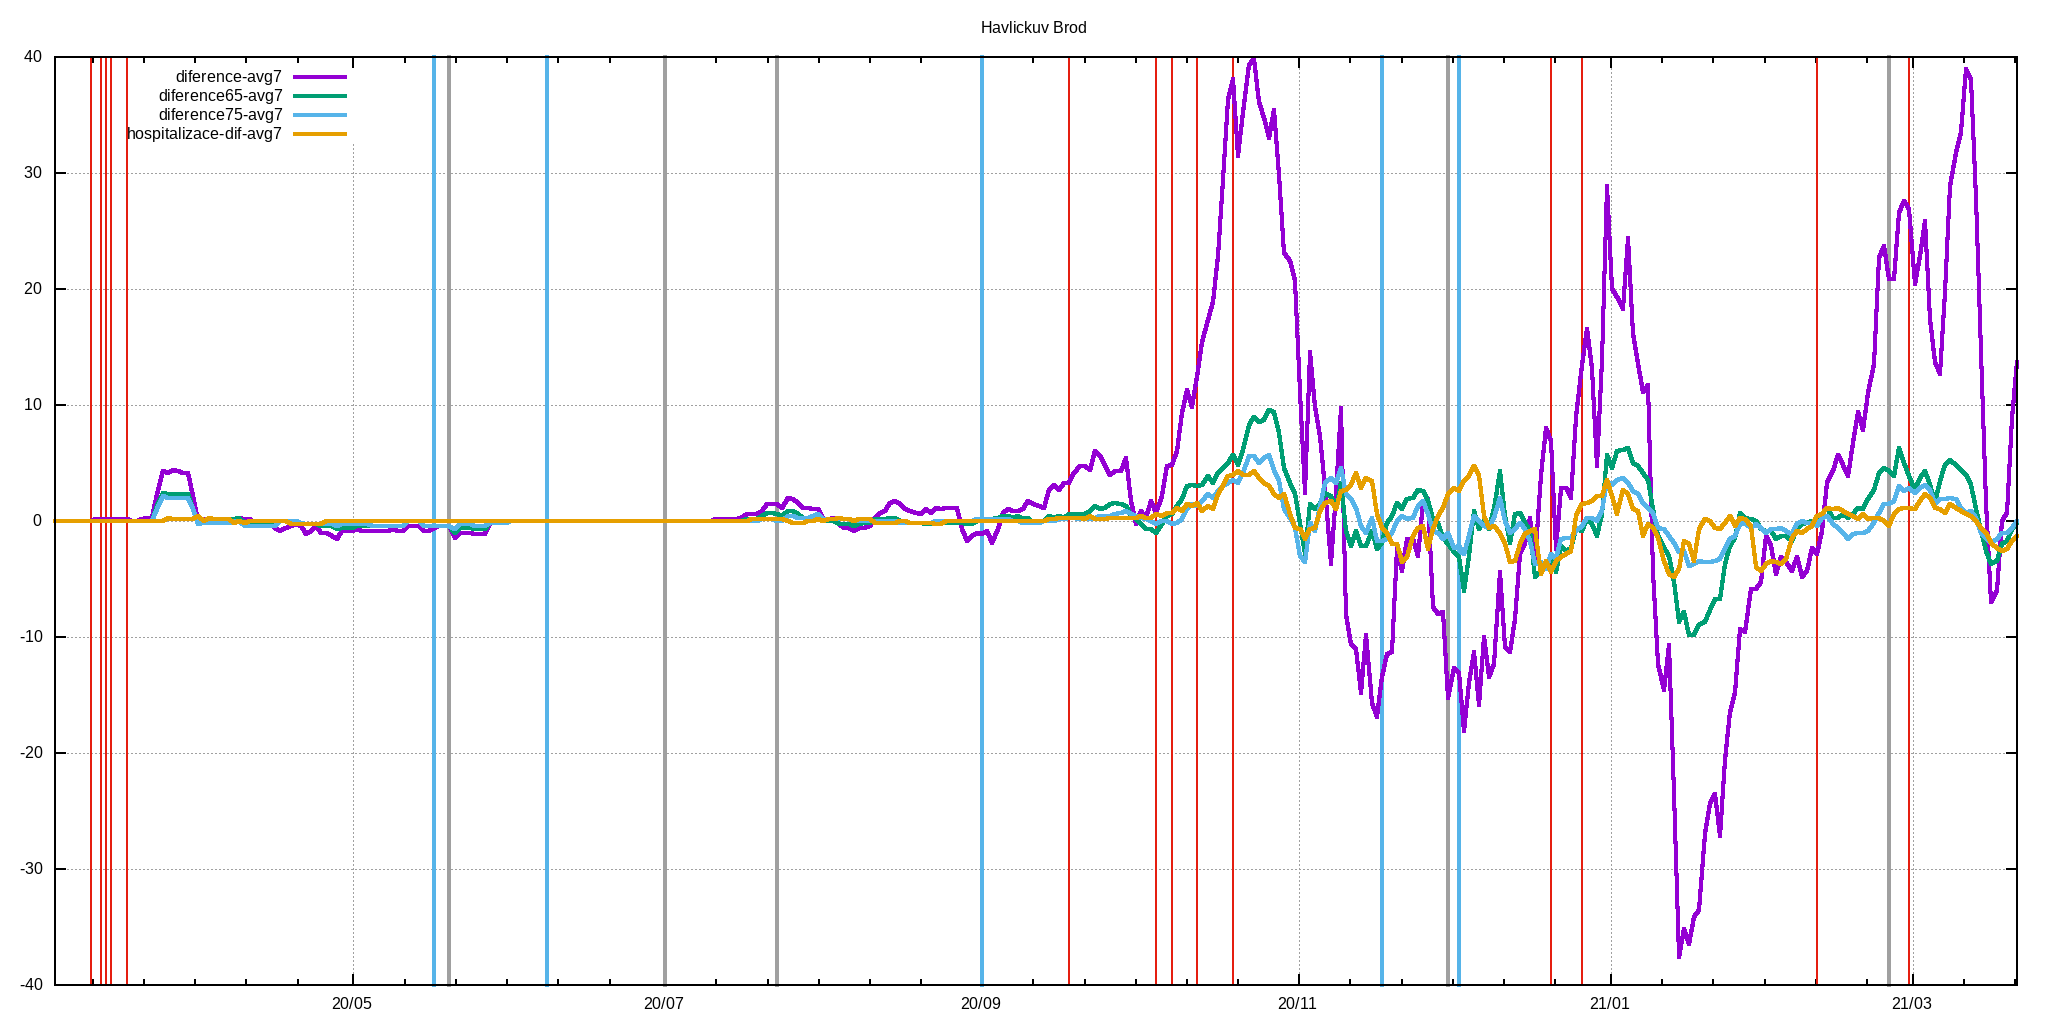 Havlickuv Brod
diference-avg7
diference65-avg7
diference75-avg7
hospitalizace-dif-avg7
40
30
20
10
0
-10
-20
-30
-40
20/05 20/07 20/09 20/11 21/01 21/03